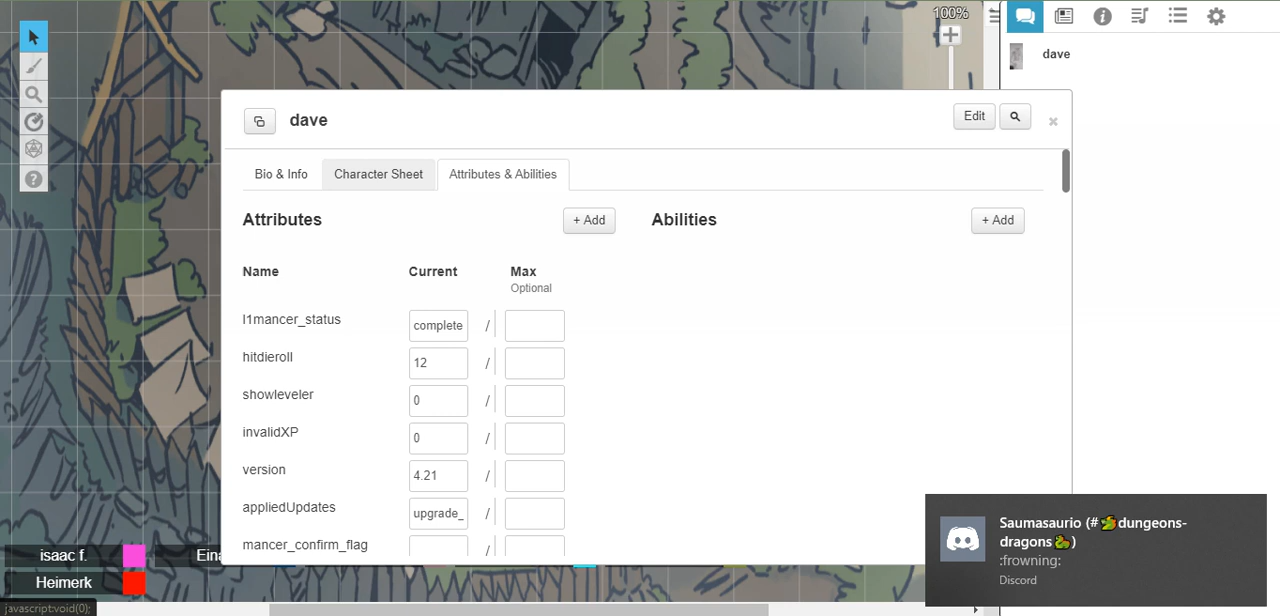 100%
dave
dave
Edit
Bio & Info
Character Sheet
Attributes & Abilities
Attributes
+ Add
Abilities
+ Add
Name
Current
Max
Optional
l1mancer_status
complete
/
hitdieroll
12
/
showleveler
0
/
invalidXP
0
/
version
4.21
/
appliedUpdates
upgrade_
/
mancer_confirm_flag
/
isaac f.
Eina
Heimerk
javascript:void(0);
Saumasaurio (#🐲dungeons-
dragons🐍)
:frowning:
Discord